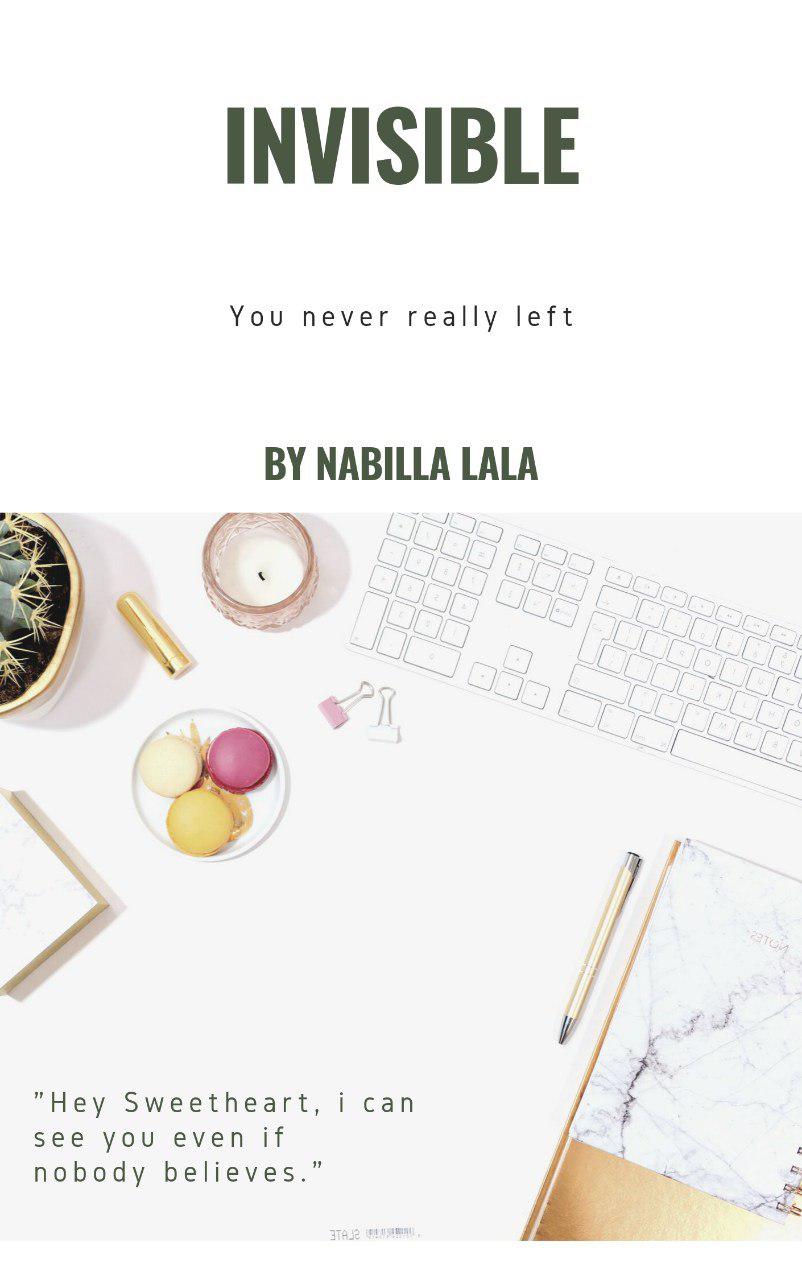 INVISIBLE
You never really left
BY NABILLA LALA
NOTES
"Hey Sweetheart, i can
see you even if
nobody believes.”
SLATE